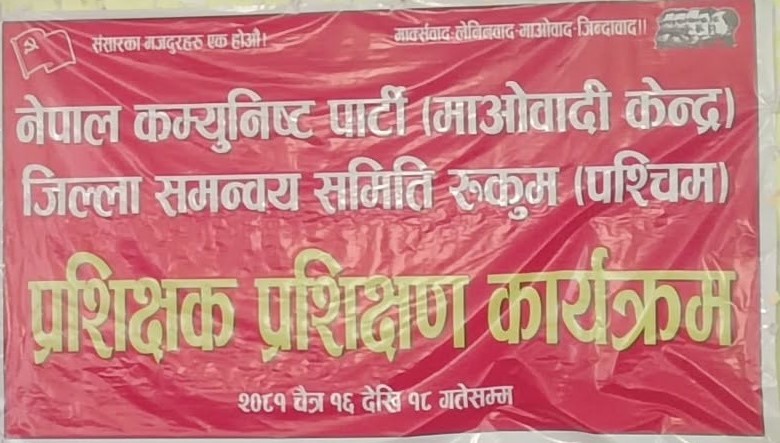 संसारका मजदुरहरु एक होऔं।
मार्क्सवाद-लेनिनवाद-माओवाद-जिन्दावाद।।
नेपाल कम्युनिष्ट पार्टी (माओवादी केन्द्र)
जिल्ला समन्वय समिति रुकुम (पश्चिम)
प्रशिक्षक प्रशिक्षण कार्यक्रम
२०८१ चैत्र १६ देखि १८ गतेसम्म